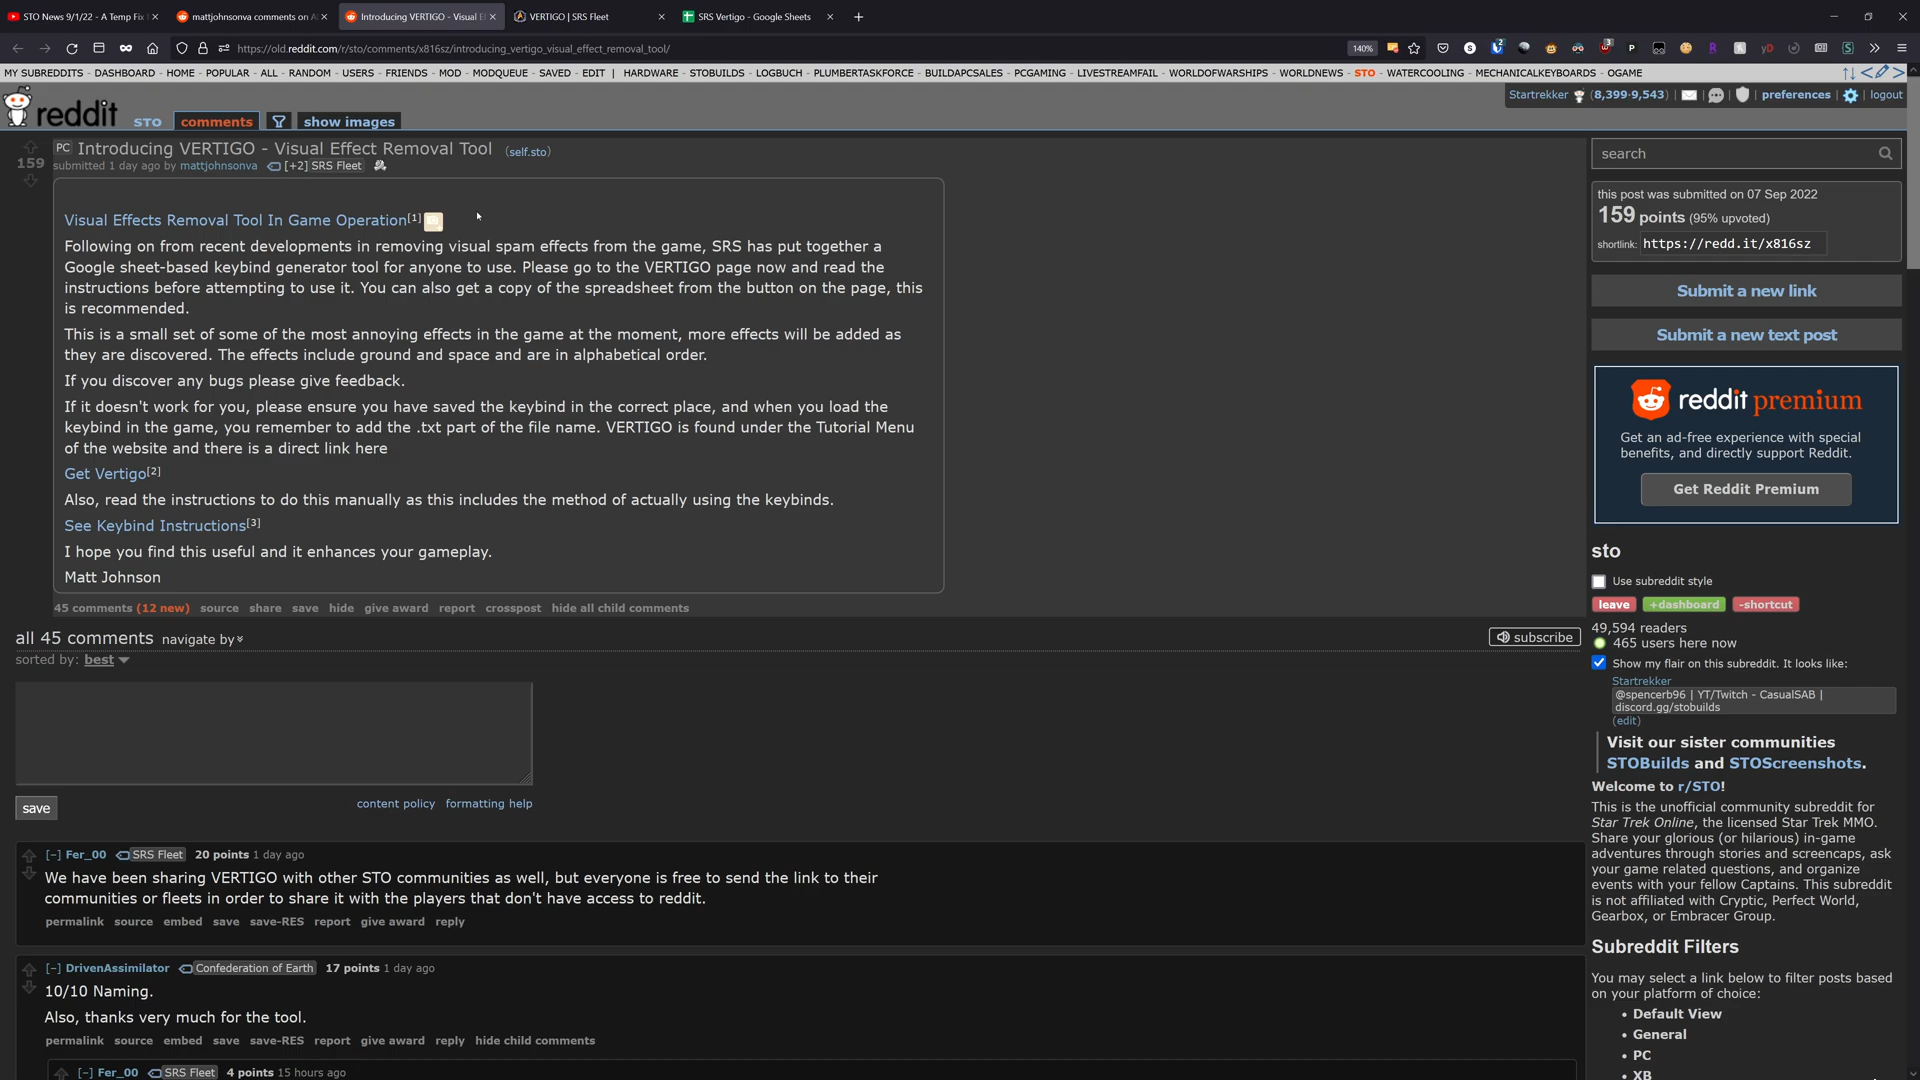 STO News 9/1/22 - A Temp Fix
mattjohnsonva comments on
Introducing VERTIGO - Visual Ef
VERTIGO | SRS Fleet
SRS Vertigo - Google Sheets
https://old.reddit.com/r/sto/comments/x816sz/introducing_vertigo_visual_effect_removal_tool/
140%
MY SUBREDDITS - DASHBOARD - HOME - POPULAR - ALL - RANDOM - USERS - FRIENDS - MOD - MODQUEUE - SAVED - EDIT | HARDWARE - STOBUILDS - LOGBUCH - PLUMBERTASKFORCE - BUILDAPCSALES - PCGAMING - LIVESTREAMFAIL - WORLDOFWARSHIPS - WORLDNEWS - STO - WATERCOOLING - MECHANICALKEYBOARDS - OGAME
Startrekker (8,399·9,543) | preferences | logout
reddit STO comments show images
PC Introducing VERTIGO - Visual Effect Removal Tool (self.sto)
159
submitted 1 day ago by mattjohnsonva [+2] SRS Fleet
Visual Effects Removal Tool In Game Operation[1]
Following on from recent developments in removing visual spam effects from the game, SRS has put together a
Google sheet-based keybind generator tool for anyone to use. Please go to the VERTIGO page now and read the
instructions before attempting to use it. You can also get a copy of the spreadsheet from the button on the page, this
is recommended.
This is a small set of some of the most annoying effects in the game at the moment, more effects will be added as
they are discovered. The effects include ground and space and are in alphabetical order.
If you discover any bugs please give feedback.
If it doesn't work for you, please ensure you have saved the keybind in the correct place, and when you load the
keybind in the game, you remember to add the .txt part of the file name. VERTIGO is found under the Tutorial Menu
of the website and there is a direct link here
Get Vertigo[2]
Also, read the instructions to do this manually as this includes the method of actually using the keybinds.
See Keybind Instructions[3]
I hope you find this useful and it enhances your gameplay.
Matt Johnson
45 comments (12 new) source share save hide give award report crosspost hide all child comments
all 45 comments navigate by
subscribe
sorted by: best
save
content policy formatting help
[–] Fer_00 SRS Fleet 20 points 1 day ago
We have been sharing VERTIGO with other STO communities as well, but everyone is free to send the link to their
communities or fleets in order to share it with the players that don't have access to reddit.
permalink source embed save save-RES report give award reply
[–] DrivenAssimilator Confederation of Earth 17 points 1 day ago
10/10 Naming.
Also, thanks very much for the tool.
permalink source embed save save-RES report give award reply hide child comments
[–] Fer_00 SRS Fleet 4 points 15 hours ago
search
this post was submitted on 07 Sep 2022
159 points (95% upvoted)
shortlink: https://redd.it/x816sz
Submit a new link
Submit a new text post
reddit premium
Get an ad-free experience with special
benefits, and directly support Reddit.
Get Reddit Premium
sto
Use subreddit style
leave +dashboard -shortcut
49,594 readers
465 users here now
Show my flair on this subreddit. It looks like:
Startrekker
@spencerb96 | YT/Twitch - CasualSAB |
discord.gg/stobuilds
(edit)
Visit our sister communities
STOBuilds and STOScreenshots.
Welcome to r/STO!
This is the unofficial community subreddit for
Star Trek Online, the licensed Star Trek MMO.
Share your glorious (or hilarious) in-game
adventures through stories and screencaps, ask
your game related questions, and organize
events with your fellow Captains. This subreddit
is not affiliated with Cryptic, Perfect World,
Gearbox, or Embracer Group.
Subreddit Filters
You may select a link below to filter posts based
on your platform of choice:
• Default View
• General
• PC
• XB